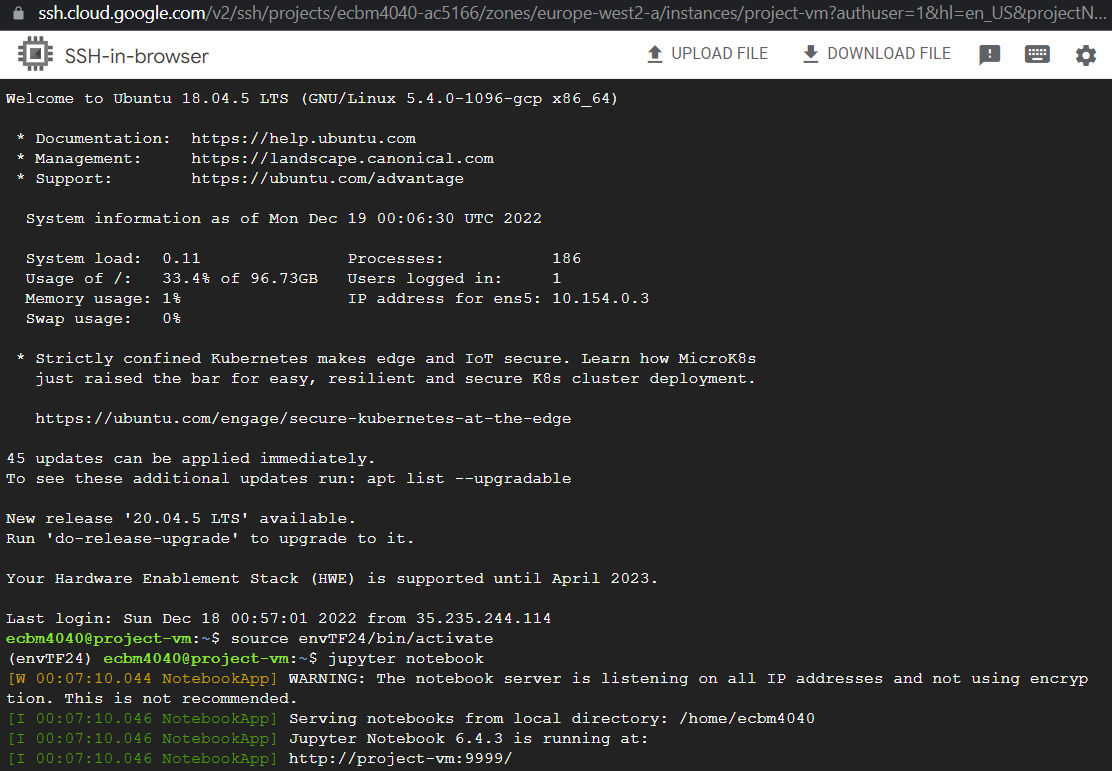 ssh.cloud.google.com/v2/ssh/projects/ecbm4040-ac5166/zones/europe-west2-a/instances/project-vm?authuser=1&hl=en_US&projectN...
SSH-in-browser UPLOAD FILE DOWNLOAD FILE
Welcome to Ubuntu 18.04.5 LTS (GNU/Linux 5.4.0-1096-gcp x86_64)
* Documentation:  https://help.ubuntu.com
* Management:     https://landscape.canonical.com
* Support:        https://ubuntu.com/advantage
System information as of Mon Dec 19 00:06:30 UTC 2022
System load:  0.11               Processes:           186
Usage of /:   33.4% of 96.73GB   Users logged in:     1
Memory usage: 1%                 IP address for ens5: 10.154.0.3
Swap usage:   0%
* Strictly confined Kubernetes makes edge and IoT secure. Learn how MicroK8s
just raised the bar for easy, resilient and secure K8s cluster deployment.
https://ubuntu.com/engage/secure-kubernetes-at-the-edge
45 updates can be applied immediately.
To see these additional updates run: apt list --upgradable
New release '20.04.5 LTS' available.
Run 'do-release-upgrade' to upgrade to it.
Your Hardware Enablement Stack (HWE) is supported until April 2023.
Last login: Sun Dec 18 00:57:01 2022 from 35.235.244.114
ecbm4040@project-vm:~$ source envTF24/bin/activate
(envTF24) ecbm4040@project-vm:~$ jupyter notebook
[W 00:07:10.044 NotebookApp] WARNING: The notebook server is listening on all IP addresses and not using encryp
tion. This is not recommended.
[I 00:07:10.046 NotebookApp] Serving notebooks from local directory: /home/ecbm4040
[I 00:07:10.046 NotebookApp] Jupyter Notebook 6.4.3 is running at:
[I 00:07:10.046 NotebookApp] http://project-vm:9999/